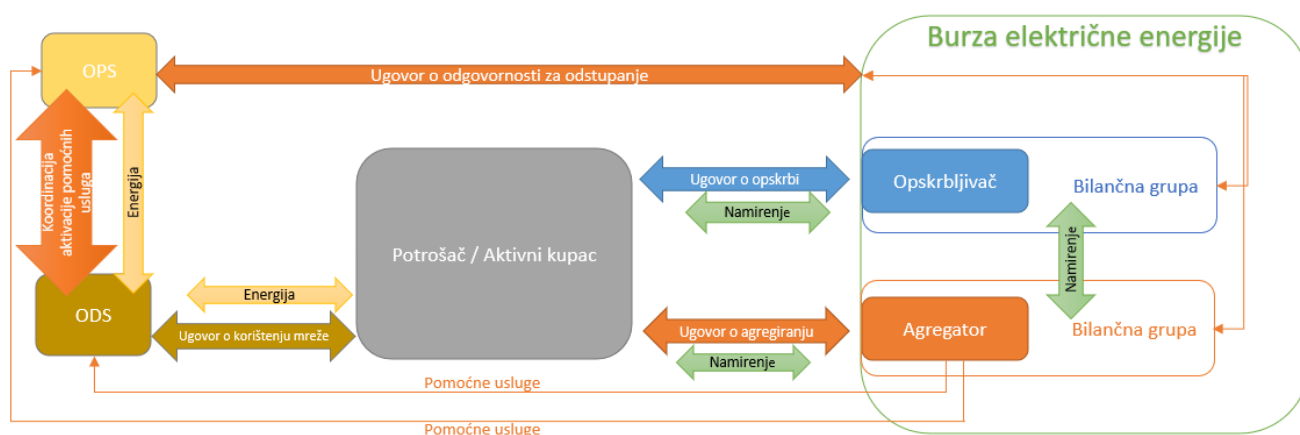 Burza električne energije
OPS
Ugovor o odgovornosti za odstupanje
Koordinacija
aktivacije pomoćnih
usluga
Energija
Ugovor o opskrbi
Namirenje
Opskrbljivač
Bilančna grupa
Potrošač / Aktivni kupac
Namirenje
Energija
ODS
Ugovor o korištenju mreže
Ugovor o agregiranju
Namirenje
Agregator
Bilančna grupa
Pomoćne usluge
Pomoćne usluge